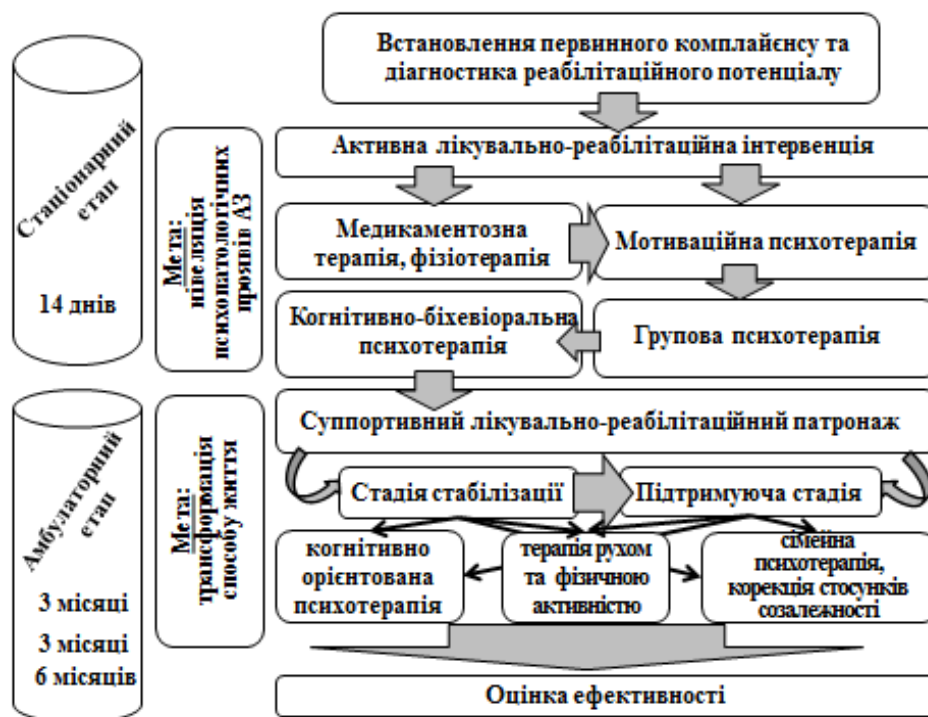 Встановлення первинного комплайєнсу та
діагностика реабілітаційного потенціалу
Стаціонарний
етап
14 днів
Мета:
нівеляція
психопатологічних
проявів АЗ
Активна лікувально-реабілітаційна інтервенція
Медикаментозна
терапія, фізіотерапія
Мотиваційна психотерапія
Когнітивно-біхевіоральна
психотерапія
Групова психотерапія
Амбулаторний
етап
3 місяці
3 місяці
6 місяців
Мета:
трансформація
способу життя
Суппортивний лікувально-реабілітаційний патронаж
Стадія стабілізації
Підтримуюча стадія
когнітивно
орієнтована
психотерапія
терапія рухом
та фізичною
активністю
сімейна
психотерапія,
корекція стосунків
созалежності
Оцінка ефективності